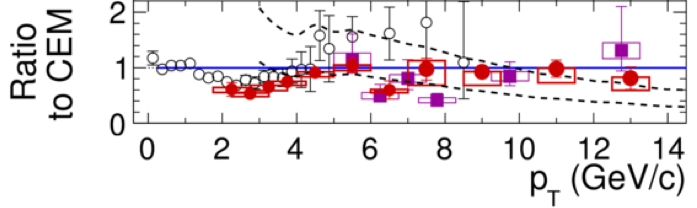 Ratio
to CEM
2
1
0
0 2 4 6 8 10 12 14
p_T (GeV/c)